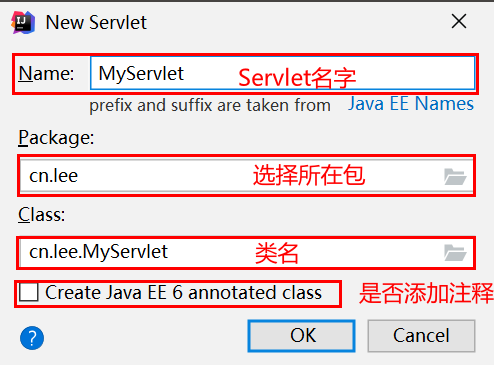 New Servlet
Name: MyServlet Servlet名字
prefix and suffix are taken from Java EE Names
Package:
cn.lee 选择所在包
Class:
cn.lee.MyServlet 类名
Create Java EE 6 annotated class 是否添加注释
? OK Cancel